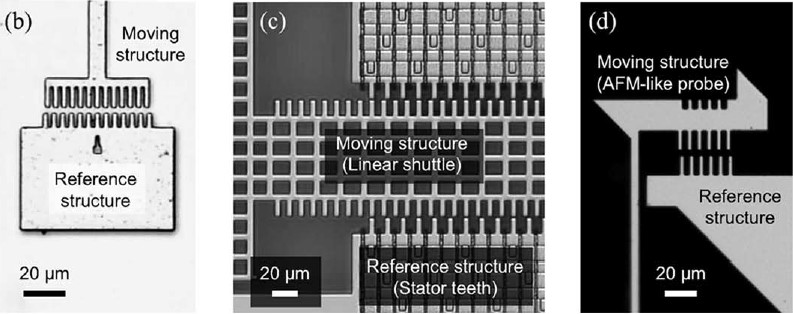 (b)
Moving
structure
Reference
structure
20 μm
(c)
Moving structure
(Linear shuttle)
Reference structure
(Stator teeth)
20 μm
(d)
Moving structure
(AFM-like probe)
Reference
structure
20 μm